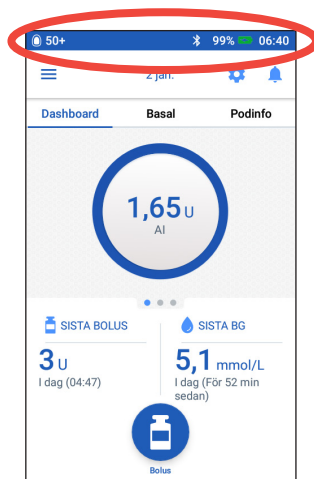 50+ 99% 06:40
2 jan.
Dashboard Basal Podinfo
1,65 U
AI
SISTA BOLUS SISTA BG
3 U 5,1 mmol/L
I dag (04:47) I dag (För 52 min
sedan)
Bolus